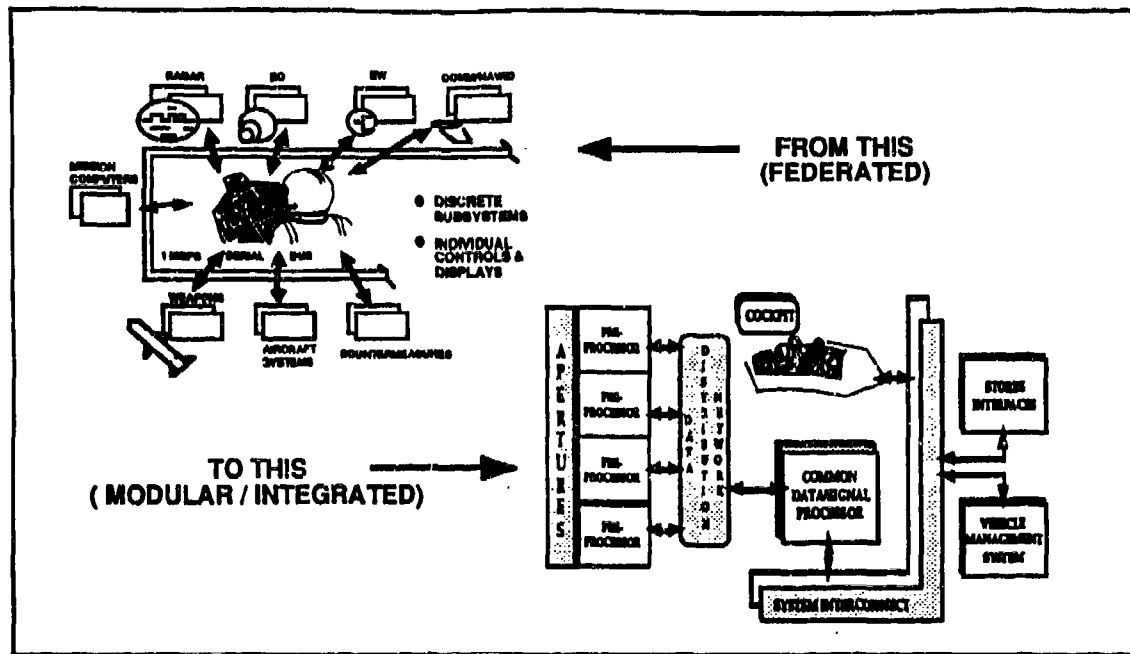 RADAR
EO
EW
COMM/NAV/ID
MISSION
COMPUTERS
FROM THIS
(FEDERATED)
● DISCRETE
SUBSYSTEMS
● INDIVIDUAL
CONTROLS &
DISPLAYS
1 MBPS SERIAL BUS
WEAPONS
AIRCRAFT
SYSTEMS
COUNTERMEASURES
TO THIS
( MODULAR / INTEGRATED)
APERTURES
PRE-
PROCESSOR
PRE-
PROCESSOR
PRE-
PROCESSOR
PRE-
PROCESSOR
DATA
DISTRIBUTION
NETWORK
COCKPIT
COMMON
DATA/SIGNAL
PROCESSOR
SYSTEM INTERCONNECT
STORES
INTERFACES
VEHICLE
MANAGEMENT
SYSTEM